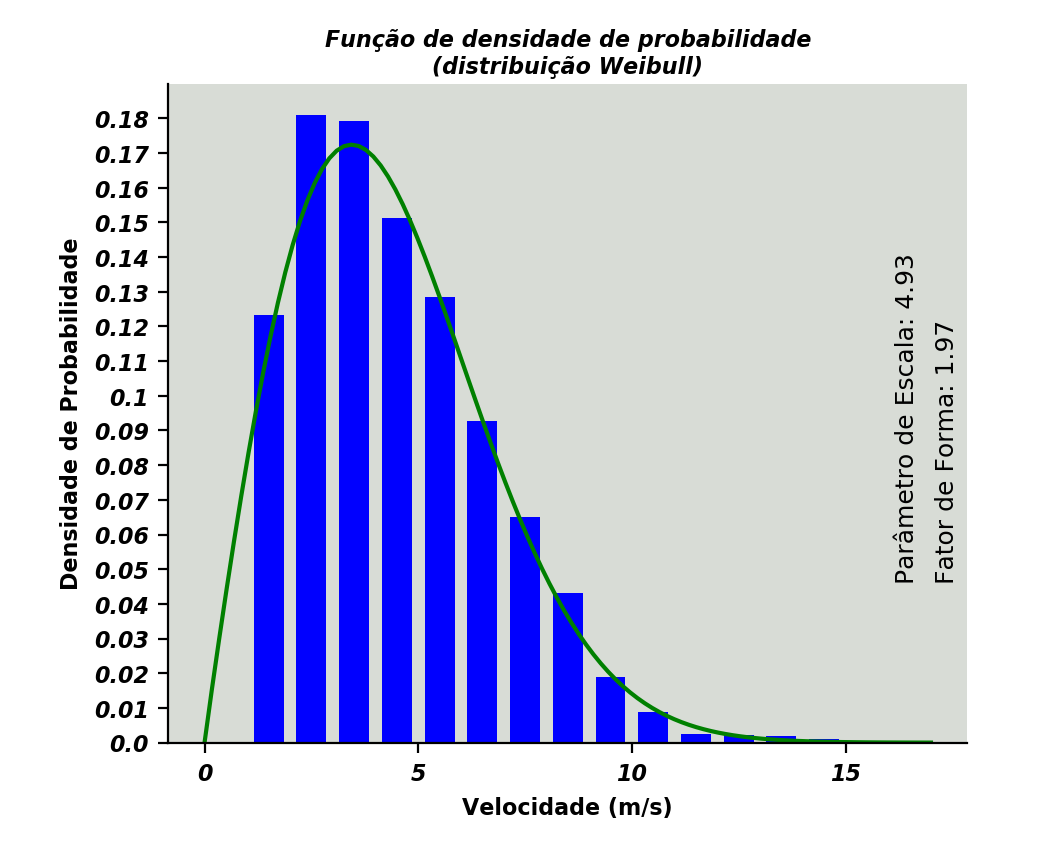 Função de densidade de probabilidade
(distribuição Weibull)
Densidade de Probabilidade
0.18
0.17
0.16
0.15
0.14
0.13
0.12
0.11
0.1
0.09
0.08
0.07
0.06
0.05
0.04
0.03
0.02
0.01
0.0
Parâmetro de Escala: 4.93
Fator de Forma: 1.97
0 5 10 15
Velocidade (m/s)